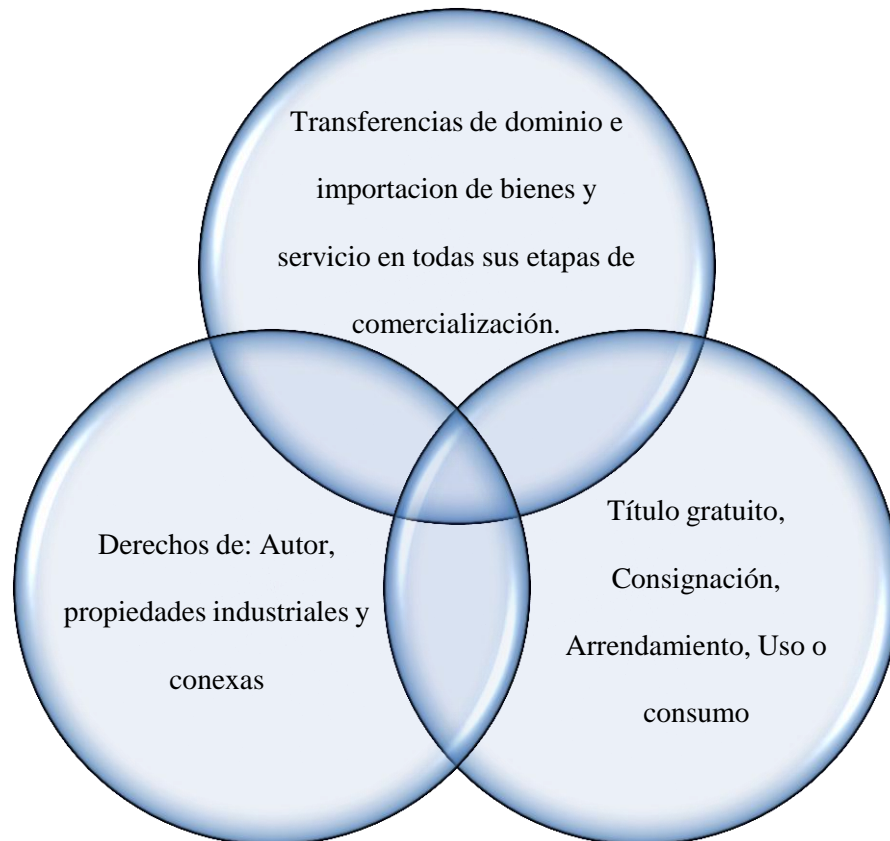 Transferencias de dominio e
importacion de bienes y
servicio en todas sus etapas de
comercialización.
Derechos de: Autor,
propiedades industriales y
conexas
Título gratuito,
Consignación,
Arrendamiento, Uso o
consumo